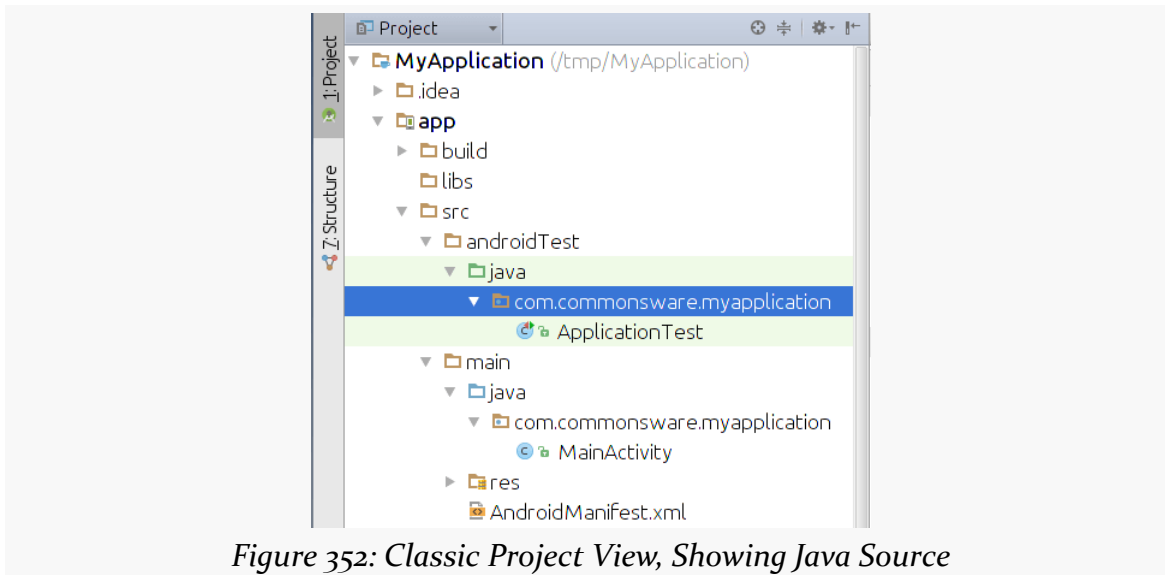 Project
1: Project
7: Structure
MyApplication (/tmp/MyApplication)
.idea
app
build
libs
src
androidTest
java
com.commonsware.myapplication
ApplicationTest
main
java
com.commonsware.myapplication
MainActivity
res
AndroidManifest.xml
Figure 352: Classic Project View, Showing Java Source